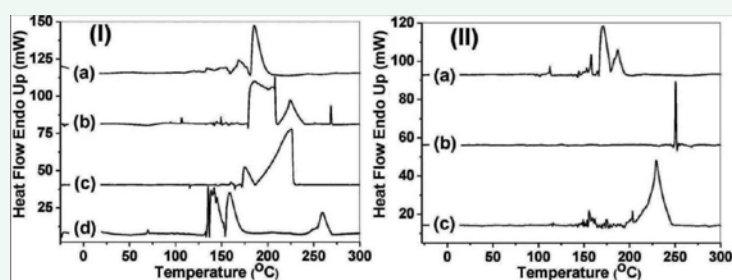 (I)
Heat Flow Endo Up (mW)
150
125
100
75
50
25
(a)
(b)
(c)
(d)
0
50
100
150
200
250
300
Temperature (°C)
(II)
Heat Flow Endo Up (mW)
120
100
80
60
40
20
(a)
(b)
(c)
0
50
100
150
200
250
300
Temperature (°C)